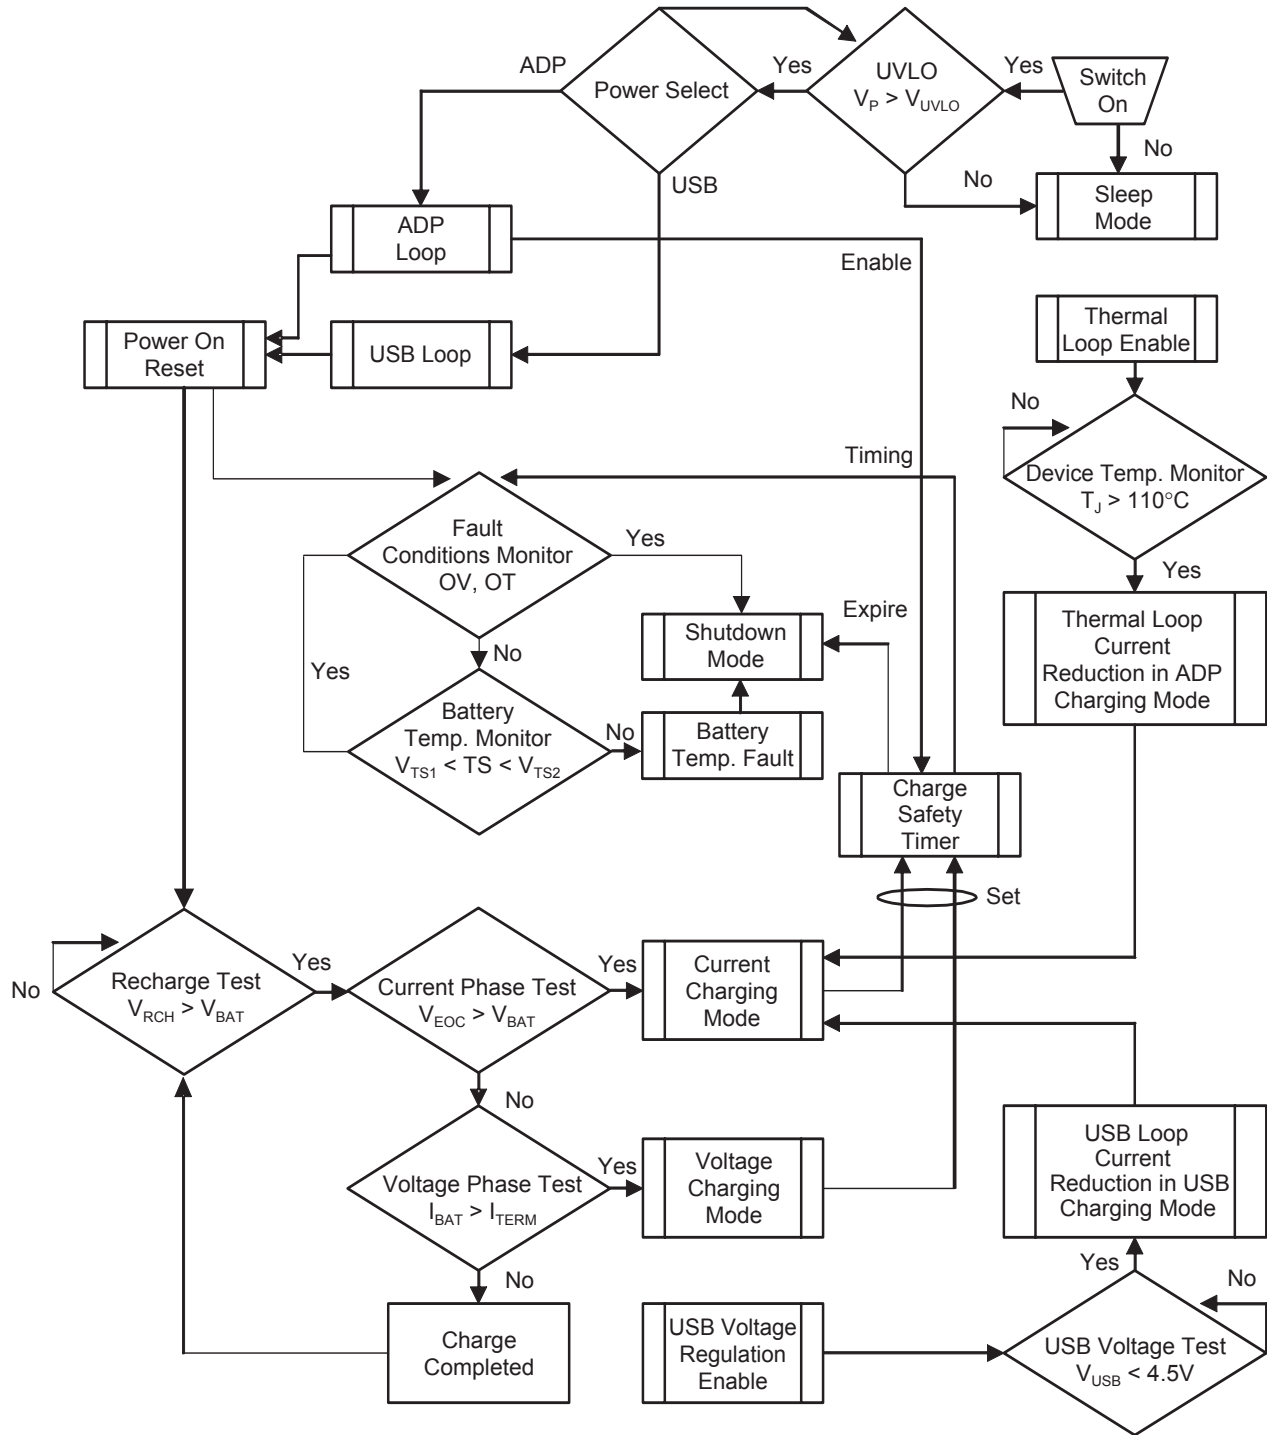 ADP
Power Select
Yes
UVLO
V_P > V_UVLO
Yes
Switch
On
No
No
Sleep
Mode
USB
ADP
Loop
Enable
Power On
Reset
USB Loop
Thermal
Loop Enable
No
Device Temp. Monitor
T_J > 110°C
Yes
Timing
Fault
Conditions Monitor
OV, OT
Yes
Expire
Shutdown
Mode
Thermal Loop
Current
Reduction in ADP
Charging Mode
Yes
No
Battery
Temp. Monitor
V_TS1 < TS < V_TS2
No
Battery
Temp. Fault
Charge
Safety
Timer
Set
No
Recharge Test
V_RCH > V_BAT
Yes
Current Phase Test
V_EOC > V_BAT
Yes
Current
Charging
Mode
No
Voltage Phase Test
I_BAT > I_TERM
Yes
Voltage
Charging
Mode
USB Loop
Current
Reduction in USB
Charging Mode
Yes
No
No
Charge
Completed
USB Voltage
Regulation
Enable
USB Voltage Test
V_USB < 4.5V